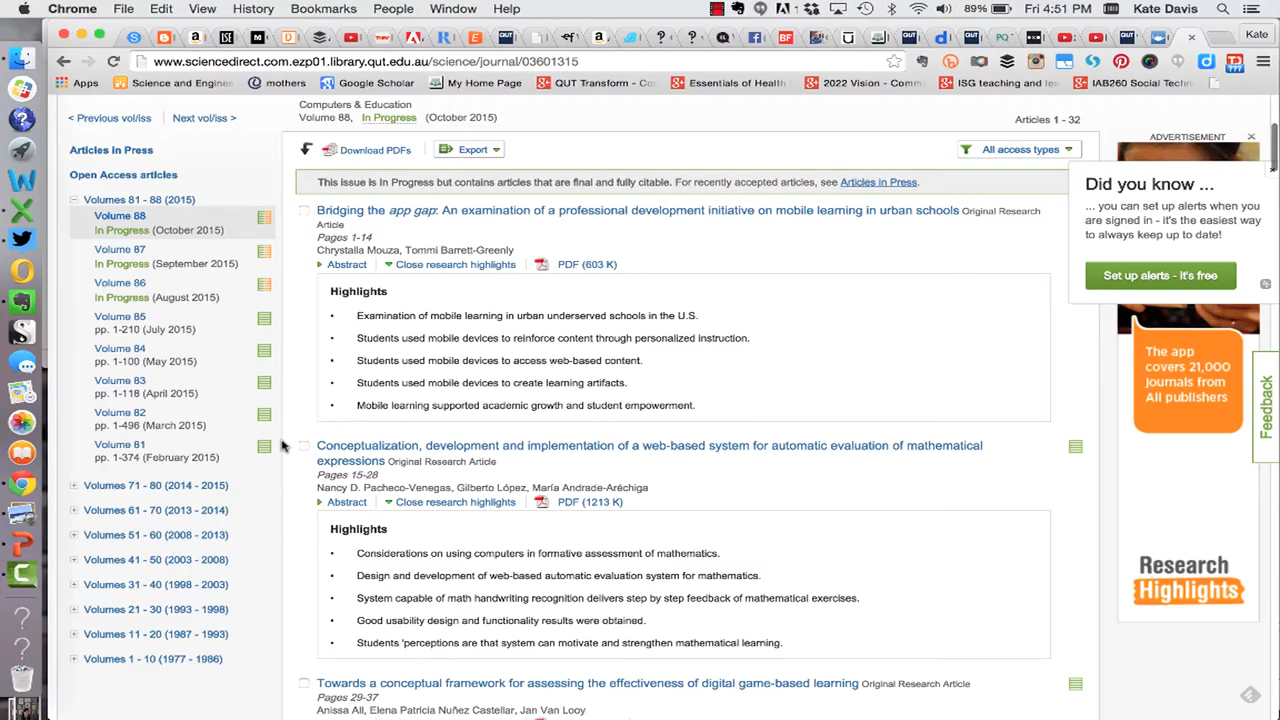 Chrome File Edit View History Bookmarks People Window Help
89% Fri 4:51 PM Kate Davis
Kate
www.sciencedirect.com.ezp01.library.qut.edu.au/science/journal/03601315
Apps Science and Engine mothers Google Scholar My Home Page QUT Transform - Co Essentials of Health 2022 Vision - Co ISG teaching and le IAB260 Social Techn
Computers & Education
< Previous vol/iss Next vol/iss >
Volume 88, In Progress (October 2015)
Articles 1 - 32
ADVERTISEMENT
Articles in Press
Download PDFs Export All access types
Open Access articles
This issue is In Progress but contains articles that are final and fully citable. For recently accepted articles, see Articles in Press.
Did you know ...
... you can set up alerts when you
are signed in - it's the easiest way
to always keep up to date!
Set up alerts - it's free
Volumes 81 - 88 (2015)
Volume 88
In Progress (October 2015)
Volume 87
In Progress (September 2015)
Volume 86
In Progress (August 2015)
Volume 85
pp. 1-210 (July 2015)
Volume 84
pp. 1-100 (May 2015)
Volume 83
pp. 1-118 (April 2015)
Volume 82
pp. 1-496 (March 2015)
Volume 81
pp. 1-374 (February 2015)
Volumes 71 - 80 (2014 - 2015)
Volumes 61 - 70 (2013 - 2014)
Volumes 51 - 60 (2008 - 2013)
Volumes 41 - 50 (2003 - 2008)
Volumes 31 - 40 (1998 - 2003)
Volumes 21 - 30 (1993 - 1998)
Volumes 11 - 20 (1987 - 1993)
Volumes 1 - 10 (1977 - 1986)
Bridging the app gap: An examination of a professional development initiative on mobile learning in urban schools Original Research
Article
Pages 1-14
Chrystalla Mouza, Tommi Barrett-Greenly
Abstract Close research highlights PDF (603 K)
Highlights
• Examination of mobile learning in urban underserved schools in the U.S.
• Students used mobile devices to reinforce content through personalized instruction.
• Students used mobile devices to access web-based content.
• Students used mobile devices to create learning artifacts.
• Mobile learning supported academic growth and student empowerment.
Conceptualization, development and implementation of a web-based system for automatic evaluation of mathematical
expressions Original Research Article
Pages 15-28
Nancy D. Pacheco-Venegas, Gilberto López, María Andrade-Aréchiga
Abstract Close research highlights PDF (1213 K)
Highlights
• Considerations on using computers in formative assessment of mathematics.
• Design and development of web-based automatic evaluation system for mathematics.
• System capable of math handwriting recognition delivers step by step feedback of mathematical exercises.
• Good usability design and functionality results were obtained.
• Students 'perceptions are that system can motivate and strengthen mathematical learning.
Towards a conceptual framework for assessing the effectiveness of digital game-based learning Original Research Article
Pages 29-37
Anissa All, Elena Patricia Nuñez Castellar, Jan Van Looy
The app
covers 21,000
Journals from
All publishers
Feedback
Research
Highlights